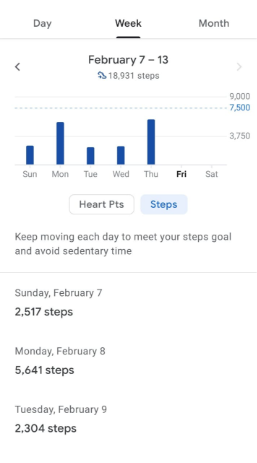 Day Week Month
February 7 – 13
18,931 steps
9,000
7,500
3,750
Sun Mon Tue Wed Thu Fri Sat
Heart Pts Steps
Keep moving each day to meet your steps goal
and avoid sedentary time
Sunday, February 7
2,517 steps
Monday, February 8
5,641 steps
Tuesday, February 9
2,304 steps